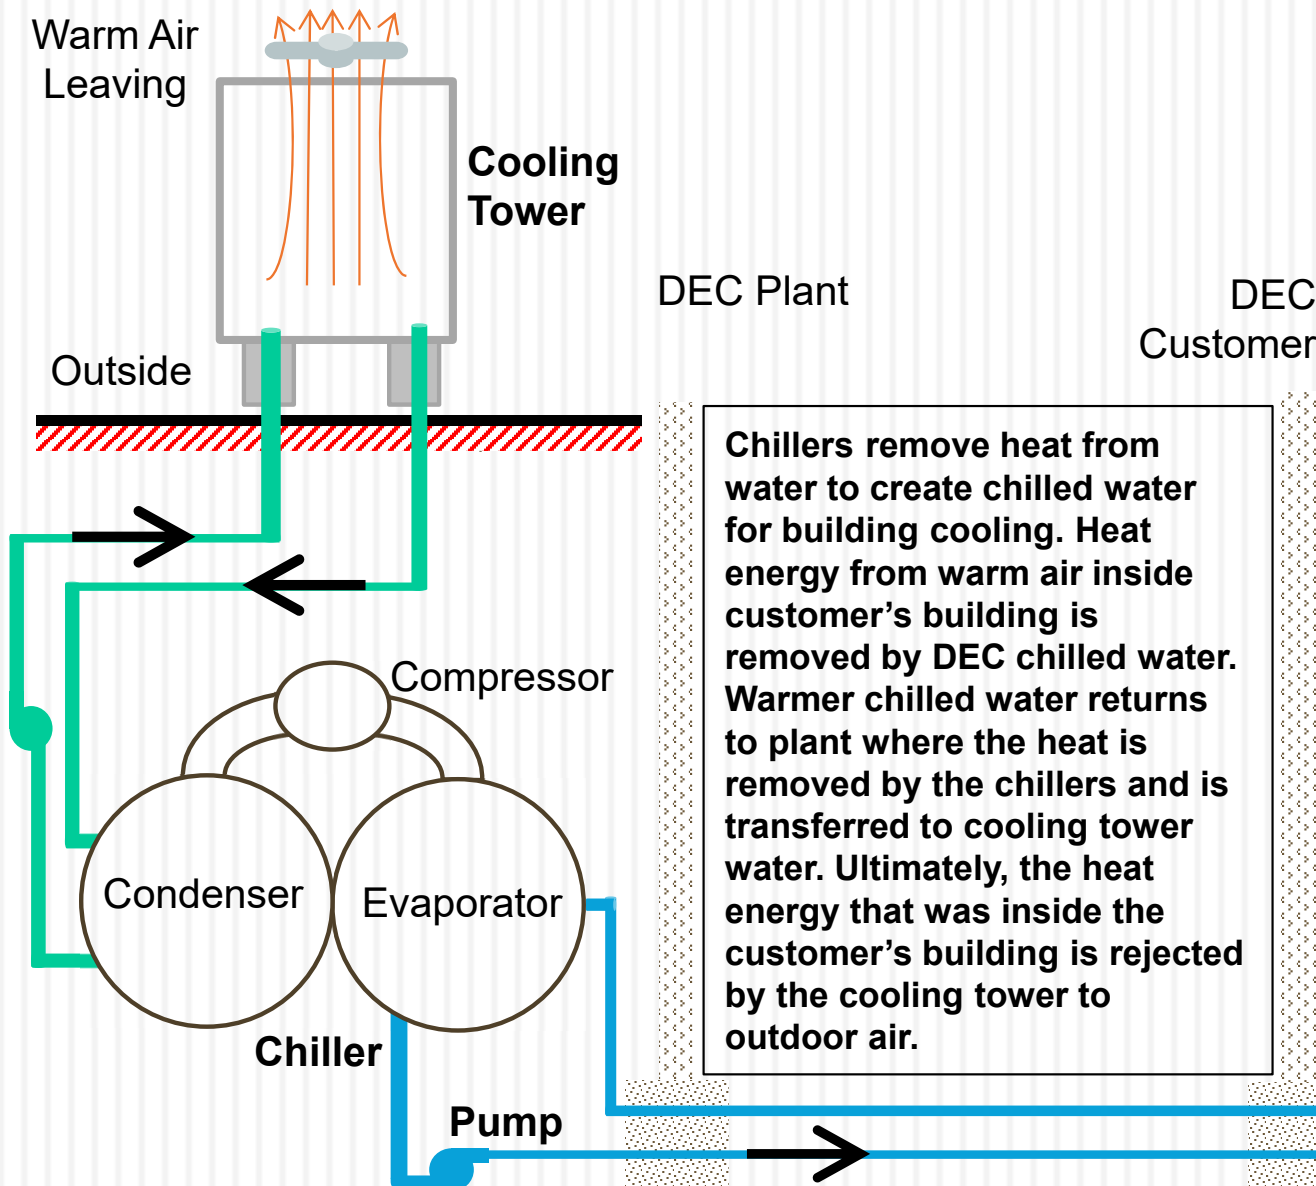 Warm Air
Leaving
Cooling
Tower
DEC Plant
DEC
Customer
Outside
Chillers remove heat from
water to create chilled water
for building cooling. Heat
energy from warm air inside
customer's building is
removed by DEC chilled water.
Warmer chilled water returns
to plant where the heat is
removed by the chillers and is
transferred to cooling tower
water. Ultimately, the heat
energy that was inside the
customer's building is rejected
by the cooling tower to
outdoor air.
Compressor
Condenser
Evaporator
Chiller
Pump